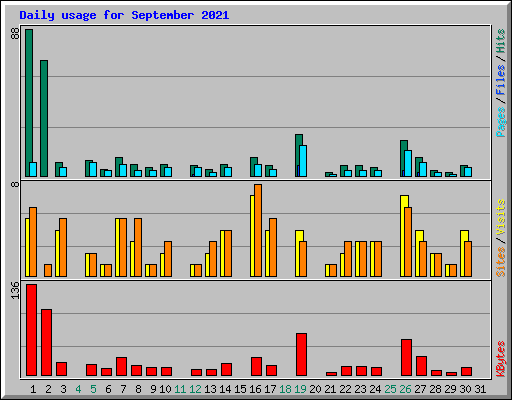 Daily usage for September 2021
88
Pages / Files / Hits
8
Sites / Visits
136
KBytes
1 2 3 4 5 6 7 8 9 10 11 12 13 14 15 16 17 18 19 20 21 22 23 24 25 26 27 28 29 30 31